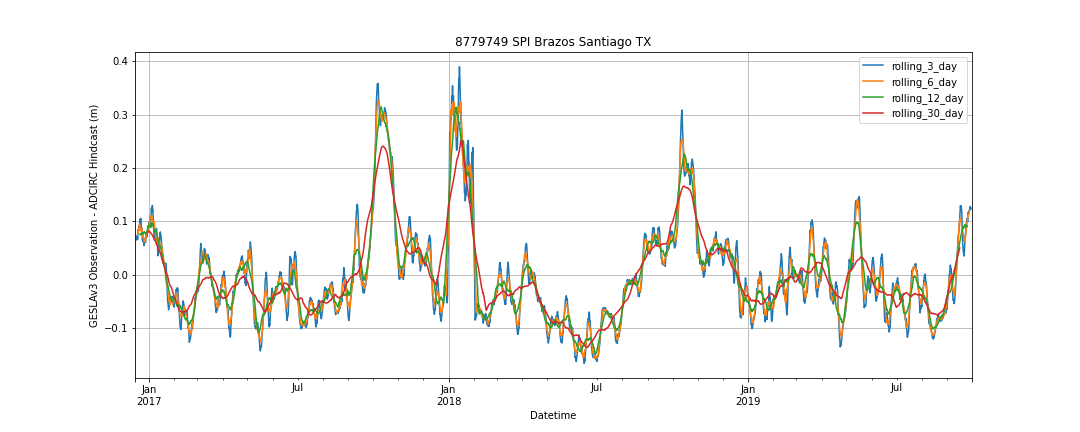 8779749 SPI Brazos Santiago TX
rolling_3_day
rolling_6_day
rolling_12_day
rolling_30_day
GESLAv3 Observation - ADCIRC Hindcast (m)
0.4
0.3
0.2
0.1
0.0
−0.1
Jan Jul Jan Jul Jan Jul
2017 2018 2019
Datetime